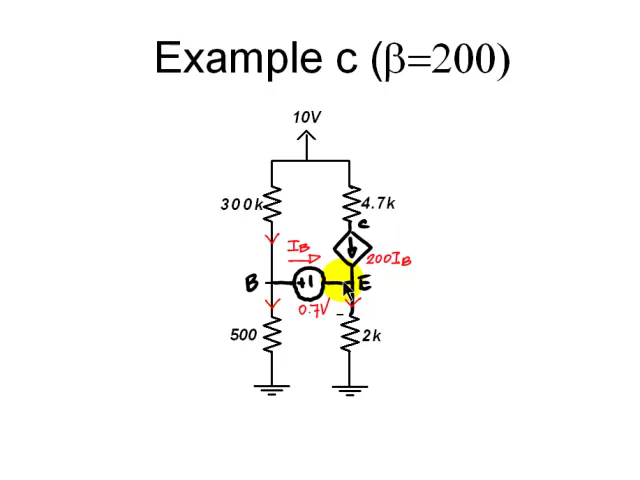 Example c (β=200)
10V
300k
4.7k
C
IB
200IB
B
+
E
0.7V
500
2k